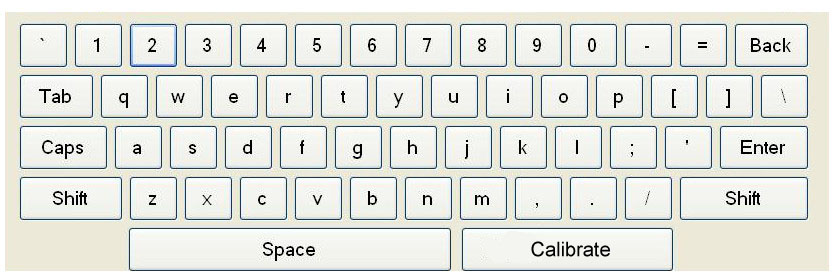 ` 1 2 3 4 5 6 7 8 9 0 - = Back
Tab q w e r t y u i o p [ ] \
Caps a s d f g h j k l ; ' Enter
Shift z x c v b n m , . / Shift
Space Calibrate